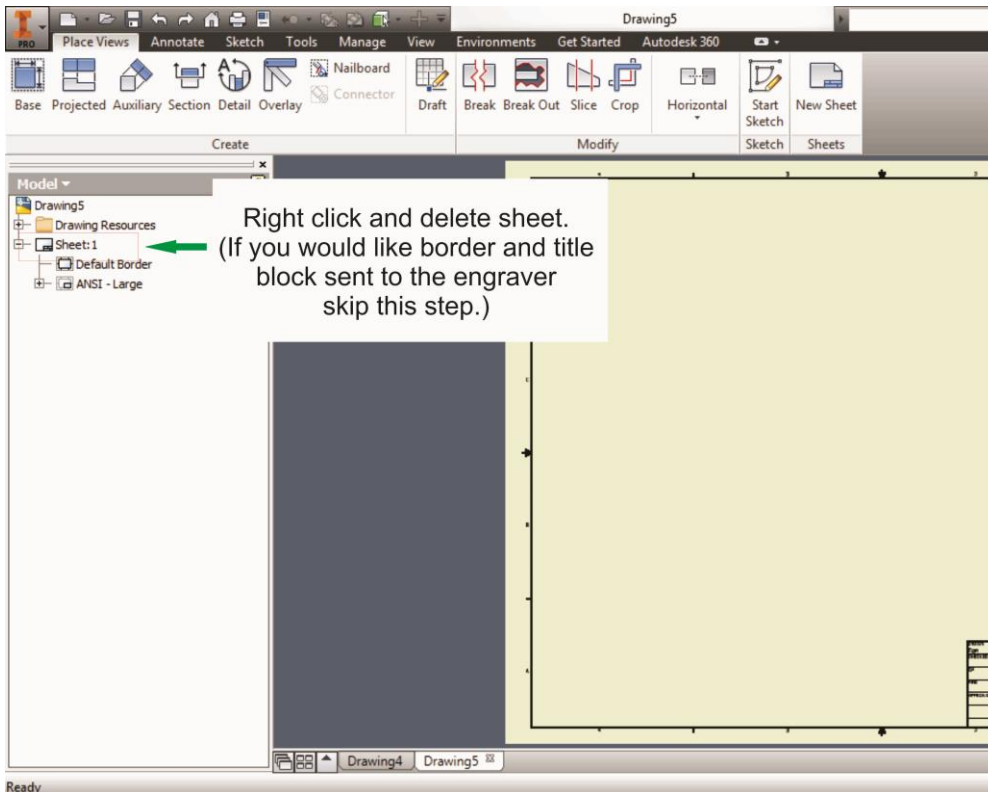 Drawing5
PRO
Place Views Annotate Sketch Tools Manage View Environments Get Started Autodesk 360
Nailboard
Connector
Base Projected Auxiliary Section Detail Overlay Draft Break Break Out Slice Crop Horizontal Start Sketch New Sheet
Create Modify Sketch Sheets
Model
Drawing5
Drawing Resources
Sheet:1
Default Border
ANSI - Large
Right click and delete sheet.
(If you would like border and title
block sent to the engraver
skip this step.)
C
B
A
Drawing4 Drawing5
Ready